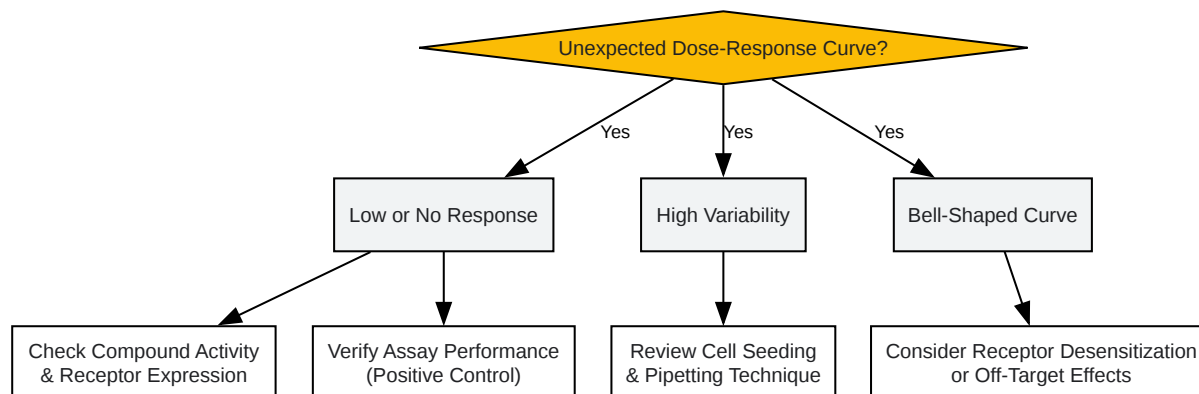 Unexpected Dose-Response Curve?
Yes
Yes
Yes
Low or No Response
High Variability
Bell-Shaped Curve
Check Compound Activity
& Receptor Expression
Verify Assay Performance
(Positive Control)
Review Cell Seeding
& Pipetting Technique
Consider Receptor Desensitization
or Off-Target Effects